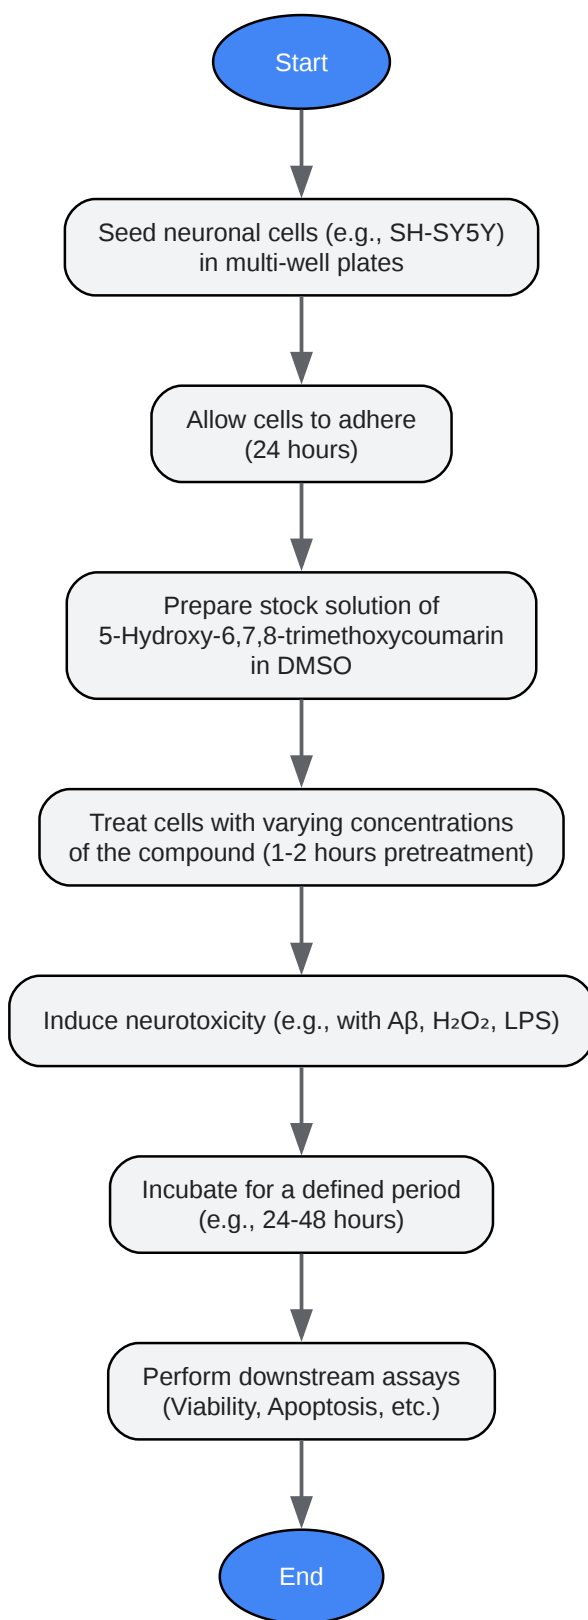 Start
Seed neuronal cells (e.g., SH-SY5Y)
in multi-well plates
Allow cells to adhere
(24 hours)
Prepare stock solution of
5-Hydroxy-6,7,8-trimethoxycoumarin
in DMSO
Treat cells with varying concentrations
of the compound (1-2 hours pretreatment)
Induce neurotoxicity (e.g., with Aβ, H₂O₂, LPS)
Incubate for a defined period
(e.g., 24-48 hours)
Perform downstream assays
(Viability, Apoptosis, etc.)
End